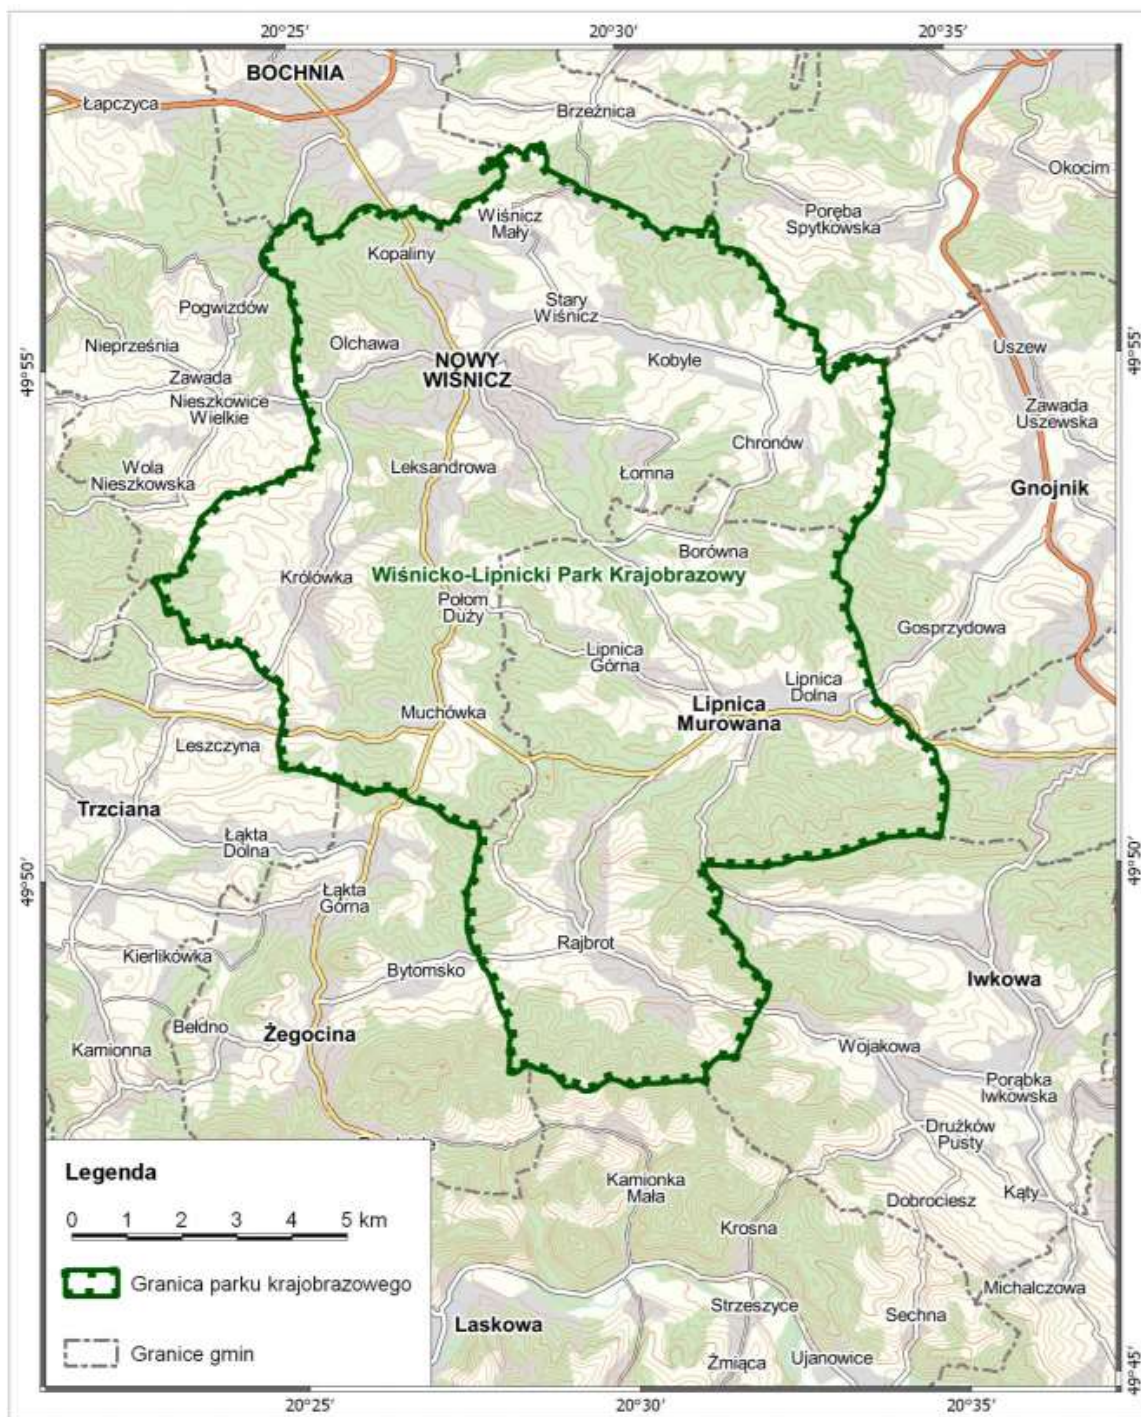 20°25'
20°30'
20°35'
BOCHNIA
Łapczyca
Brzeźnica
Okocim
Poręba
Spytkowska
Wiśnicz
Mały
Kopaliny
Pogwizdów
Stary
Wiśnicz
Nieprześnia
Olchawa
NOWY
WIŚNICZ
Kobyle
Uszew
49°55'
49°55'
Zawada
Nieszkowice
Wielkie
Zawada
Uszewska
Chronów
Wola
Nieszkowska
Leksandrowa
Łomna
Gnojnik
Borówna
Królówka
Wiśnicko-Lipnicki Park Krajobrazowy
Połom
Duży
Gosprzydowa
Lipnica
Górna
Lipnica
Dolna
Lipnica
Murowana
Muchówka
Leszczyna
Trzciana
Łąkta
Dolna
49°50'
49°50'
Łąkta
Górna
Rajbrot
Kierlikówka
Bytomsko
Iwkowa
Bełdno
Żegocina
Kamionna
Wojakowa
Porąbka
Iwkowska
Drużków
Pusty
Kamionka
Mała
Dobrociesz
Kąty
Krosna
Michalczowa
Strzeszyce
Sechna
Laskowa
Żmiąca
Ujanowice
49°45'
Legenda
0 1 2 3 4 5 km
Granica parku krajobrazowego
Granice gmin
20°25'
20°30'
20°35'